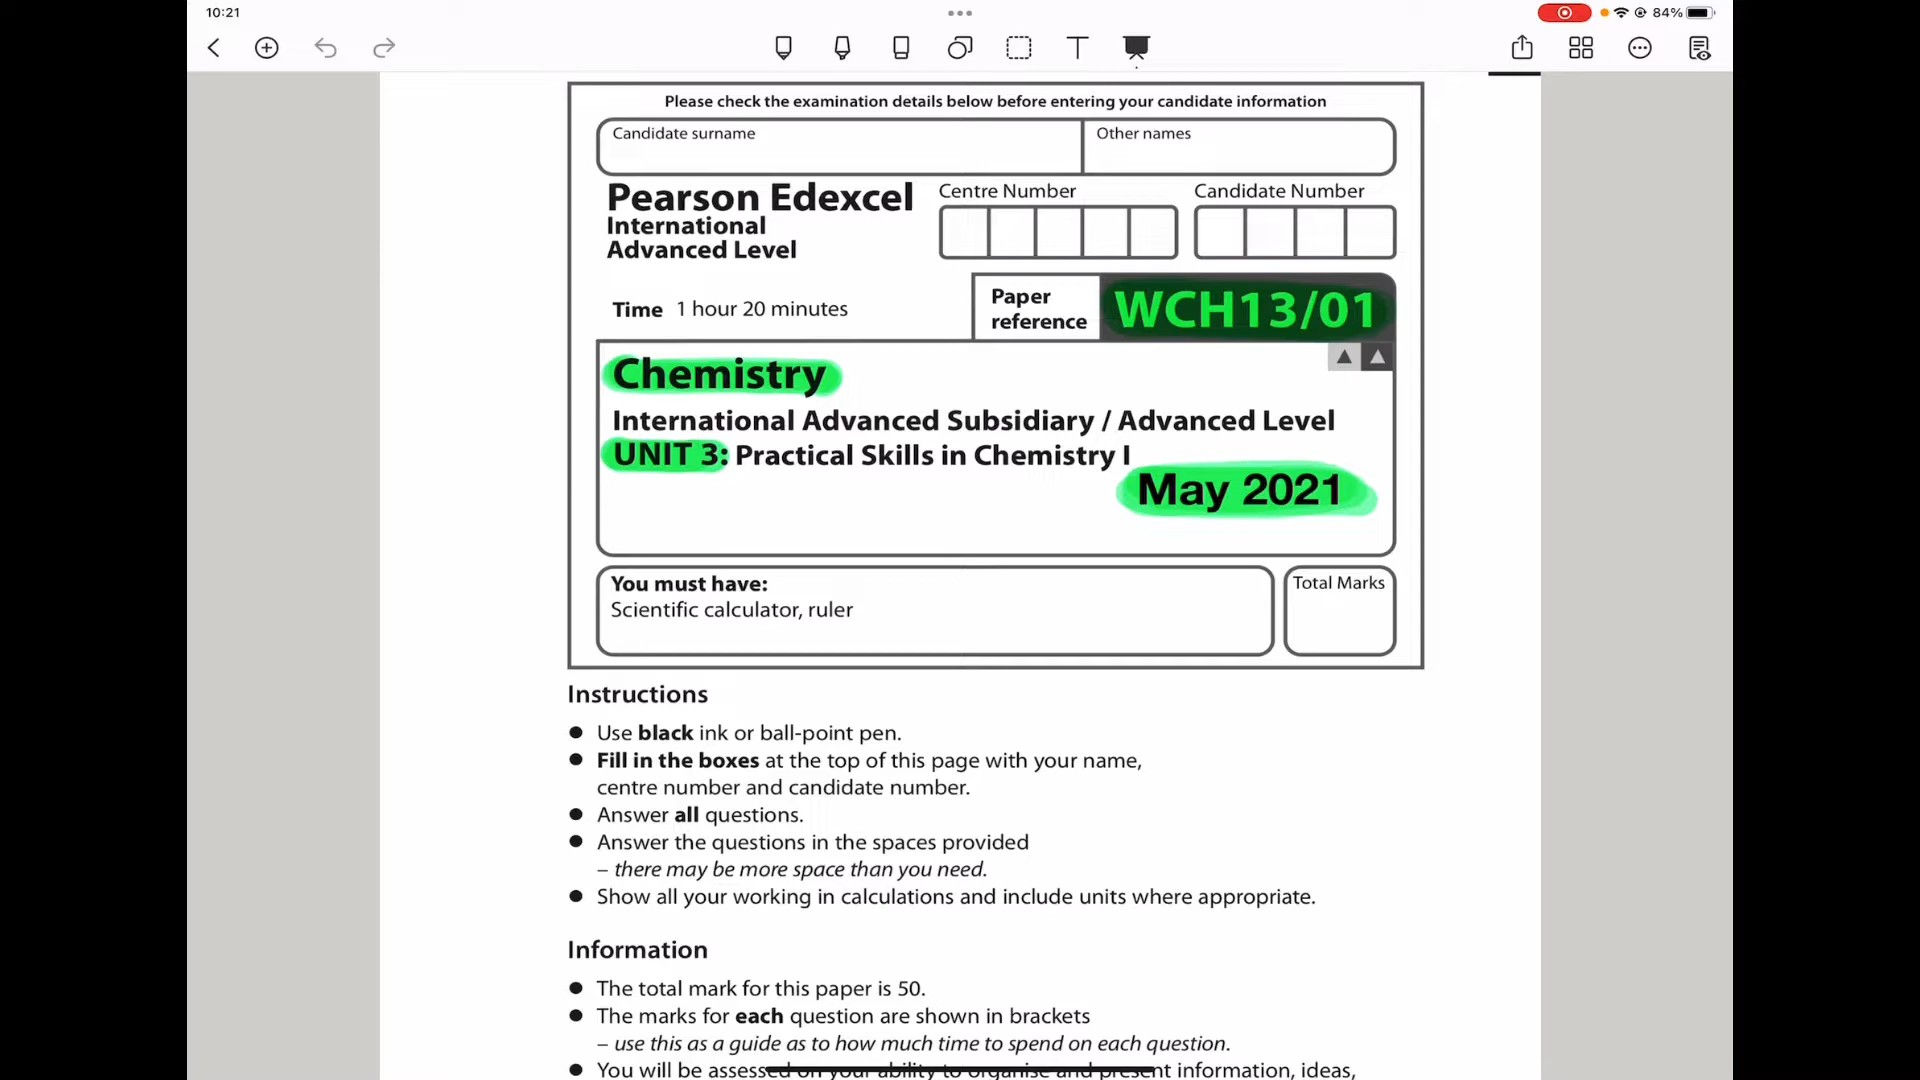 10:21
84%
Please check the examination details below before entering your candidate information
Candidate surname
Other names
Pearson Edexcel
International
Advanced Level
Centre Number
Candidate Number
Time 1 hour 20 minutes
Paper
reference
WCH13/01
Chemistry
International Advanced Subsidiary / Advanced Level
UNIT 3: Practical Skills in Chemistry I
May 2021
You must have:
Scientific calculator, ruler
Total Marks
Instructions
● Use black ink or ball-point pen.
● Fill in the boxes at the top of this page with your name,
centre number and candidate number.
● Answer all questions.
● Answer the questions in the spaces provided
– there may be more space than you need.
● Show all your working in calculations and include units where appropriate.
Information
● The total mark for this paper is 50.
● The marks for each question are shown in brackets
– use this as a guide as to how much time to spend on each question.
● You will be assessed on your ability to organise and present information, ideas,